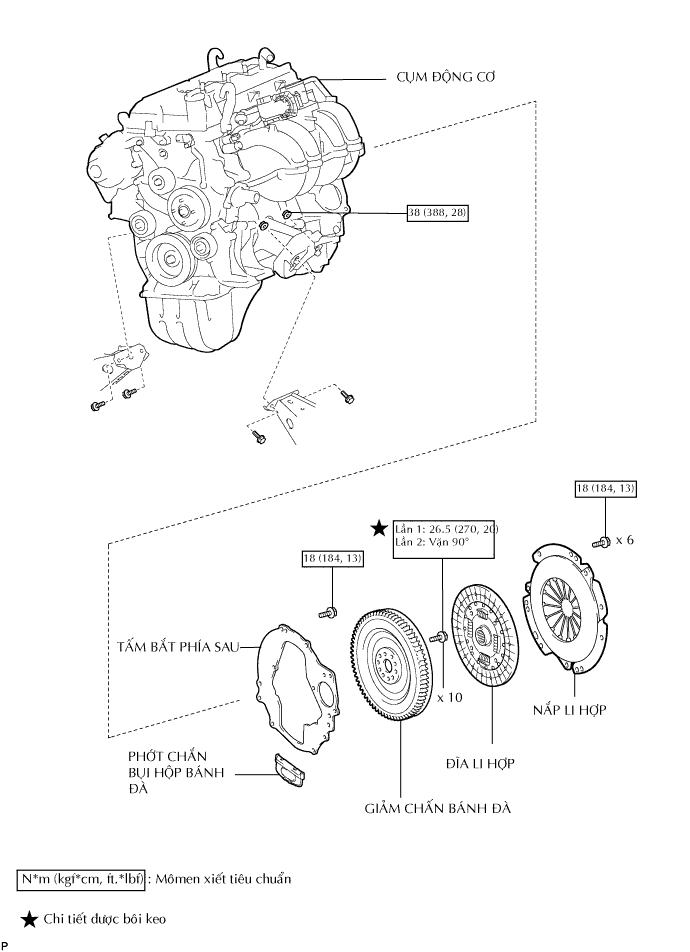 CỤM ĐỘNG CƠ
38 (388, 28)
18 (184, 13)
x 6
Lần 1: 26.5 (270, 20)
Lần 2: Vặn 90°
18 (184, 13)
TẤM BẮT PHÍA SAU
x 10
NẮP LI HỢP
PHỚT CHẮN
BỤI HỘP BÁNH
ĐÀ
ĐĨA LI HỢP
GIẢM CHẤN BÁNH ĐÀ
N*m (kgf*cm, ft.*lbf) : Mômen xiết tiêu chuẩn
Chi tiết được bôi keo
P